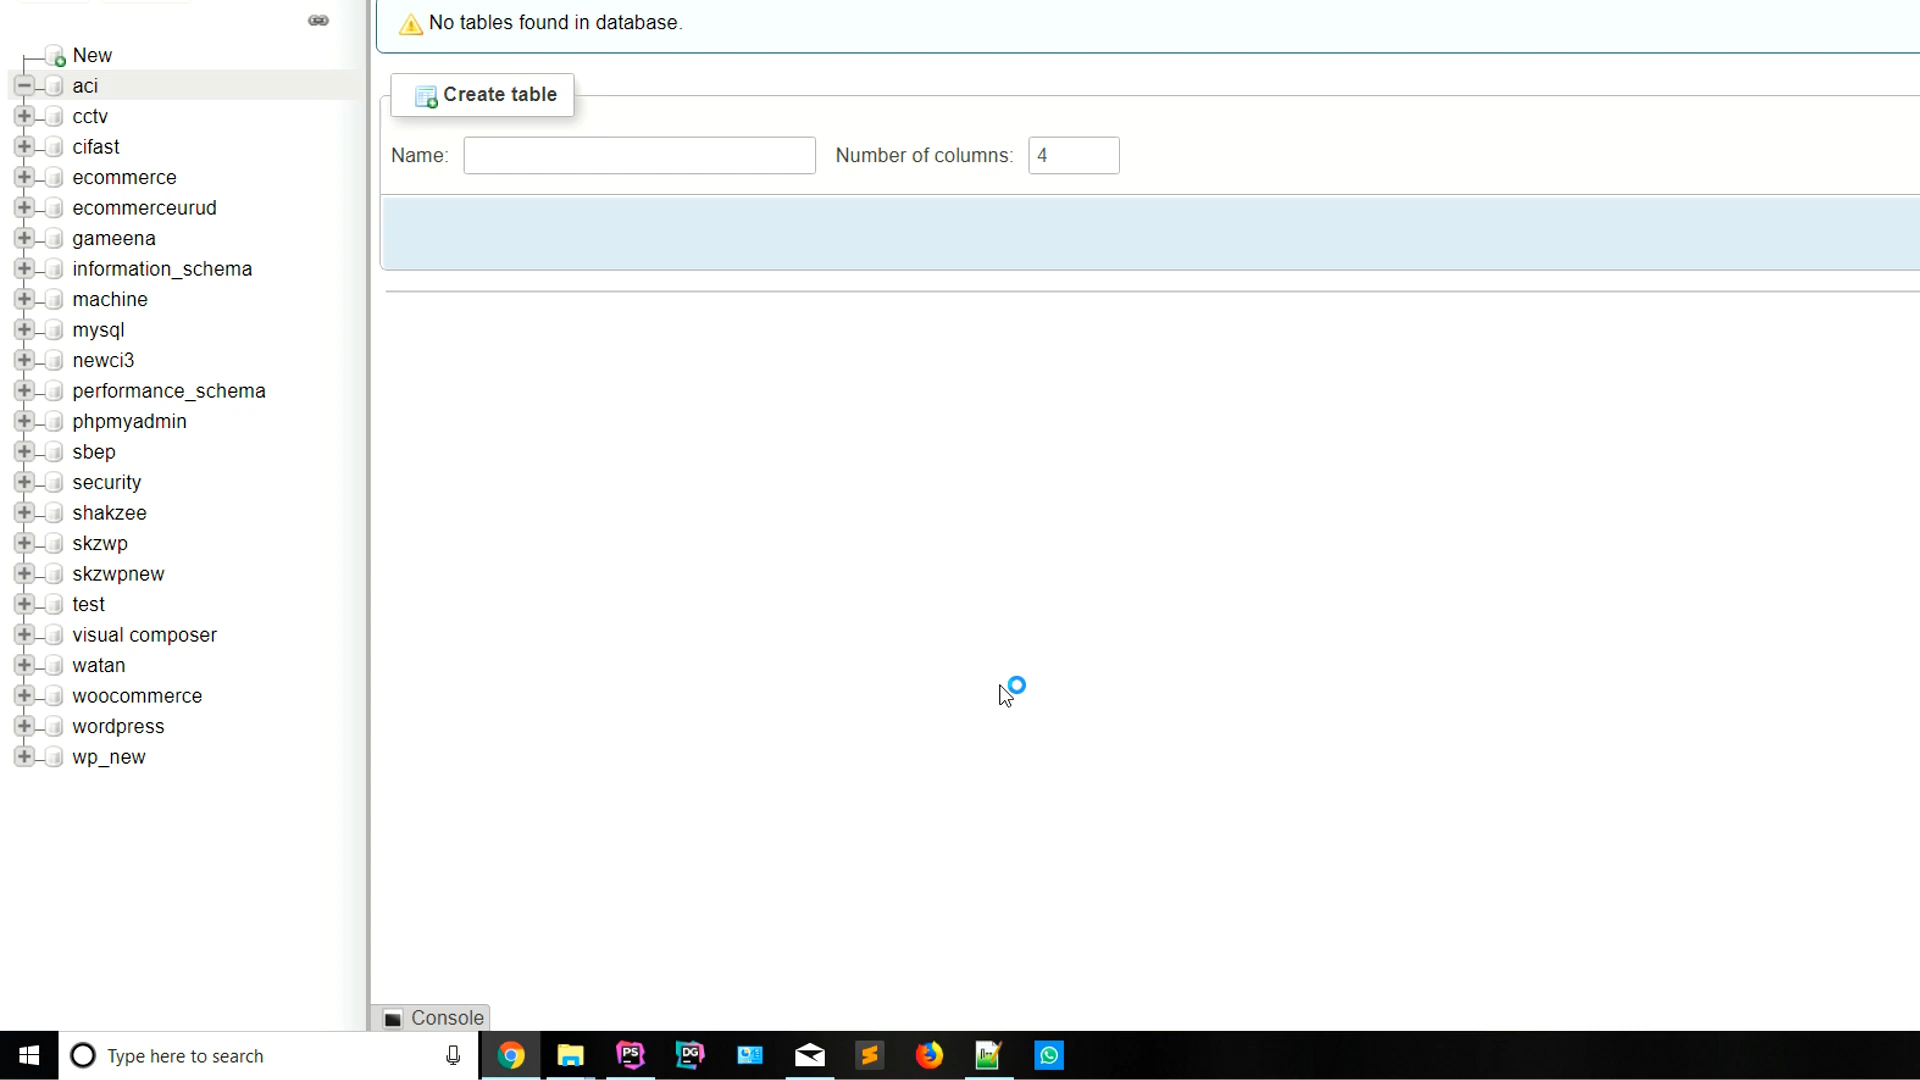 No tables found in database.
Create table
Name:
Number of columns: 4
New
aci
cctv
cifast
ecommerce
ecommerceurud
gameena
information_schema
machine
mysql
newci3
performance_schema
phpmyadmin
sbep
security
shakzee
skzwp
skzwpnew
test
visual composer
watan
woocommerce
wordpress
wp_new
Console
Type here to search
PS
DG